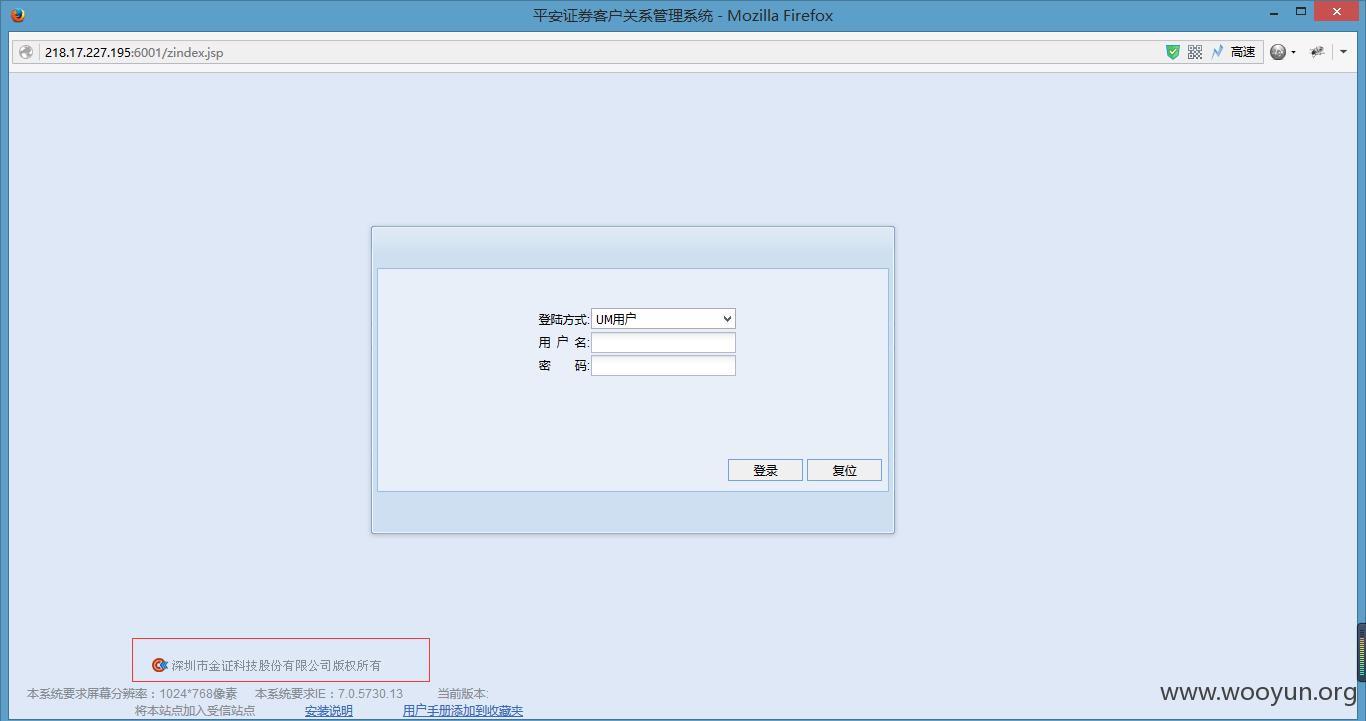 平安证券客户关系管理系统 - Mozilla Firefox
218.17.227.195:6001/zindex.jsp 高速
登陆方式: UM用户
用 户 名:
密 码:
登录 复位
深圳市金证科技股份有限公司版权所有
本系统要求屏幕分辨率：1024*768像素 本系统要求IE：7.0.5730.13 当前版本:
将本站点加入受信站点 安装说明 用户手册添加到收藏夹
www.wooyun.org